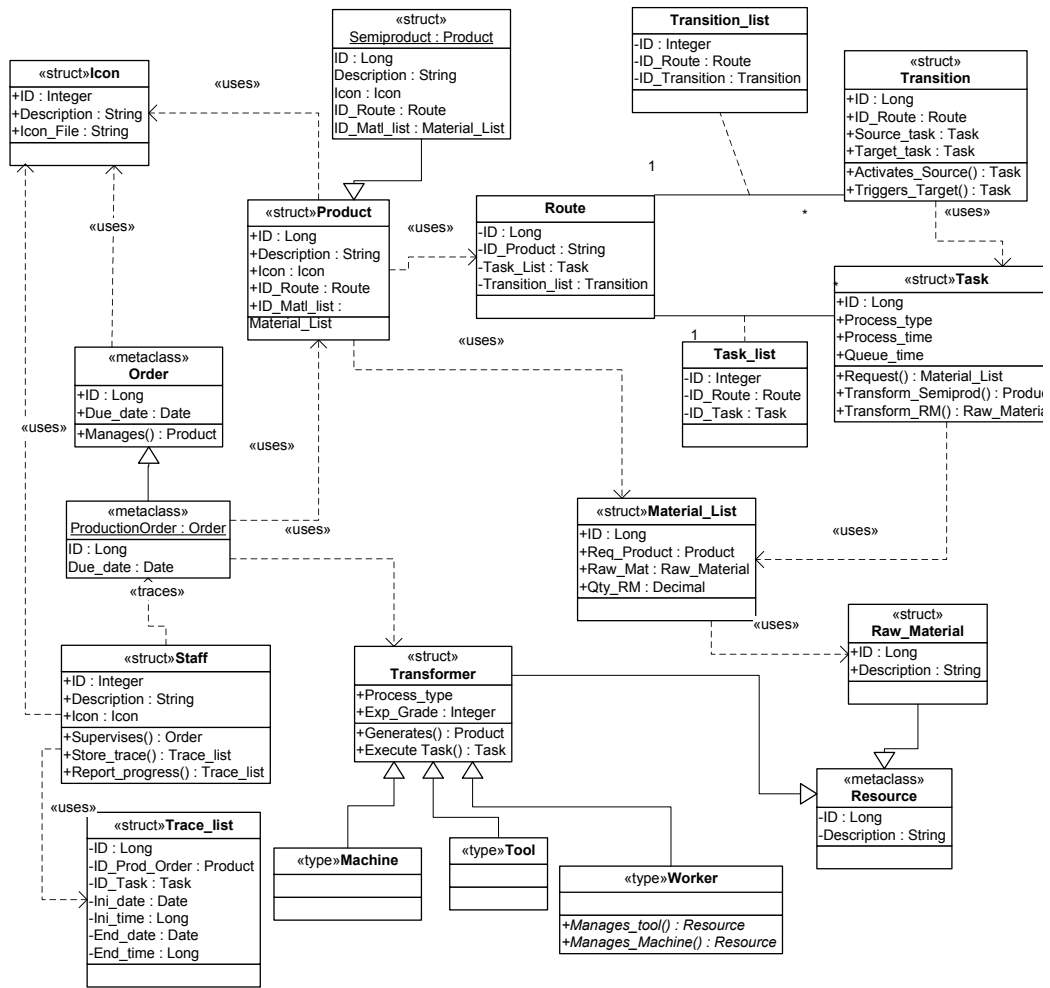 «struct»
Semiproduct : Product
ID : Long
Description : String
Icon : Icon
ID_Route : Route
ID_Matl_list : Material_List
Transition_list
-ID : Integer
-ID_Route : Route
-ID_Transition : Transition
«struct»
Transition
+ID : Long
+ID_Route : Route
+Source_task : Task
+Target_task : Task
+Activates_Source() : Task
+Triggers_Target() : Task
«struct»Icon
+ID : Integer
+Description : String
+Icon_File : String
«uses»
1
*
«uses»
«struct»Product
+ID : Long
+Description : String
+Icon : Icon
+ID_Route : Route
+ID_Matl_list :
Material_List
«uses»
Route
-ID : Long
-ID_Product : String
-Task_List : Task
-Transition_list : Transition
«uses»
«struct»Task
*
+ID : Long
+Process_type
+Process_time
+Queue_time
+Request() : Material_List
+Transform_Semiprod() : Produc
+Transform_RM() : Raw_Materia
1
Task_list
-ID : Integer
-ID_Route : Route
-ID_Task : Task
«uses»
«metaclass»
Order
+ID : Long
+Due_date : Date
+Manages() : Product
«uses»
«uses»
«metaclass»
ProductionOrder : Order
ID : Long
Due_date : Date
«uses»
«struct»Material_List
+ID : Long
+Req_Product : Product
+Raw_Mat : Raw_Material
+Qty_RM : Decimal
«uses»
«uses»
«traces»
«struct»
Raw_Material
+ID : Long
+Description : String
«struct»Staff
+ID : Integer
+Description : String
+Icon : Icon
+Supervises() : Order
+Store_trace() : Trace_list
+Report_progress() : Trace_list
«struct»
Transformer
+Process_type
+Exp_Grade : Integer
+Generates() : Product
+Execute Task() : Task
«metaclass»
Resource
-ID : Long
-Description : String
«uses»
«struct»Trace_list
-ID : Long
-ID_Prod_Order : Product
-ID_Task : Task
-Ini_date : Date
-Ini_time : Long
-End_date : Date
-End_time : Long
«type»Machine
«type»Tool
«type»Worker
+Manages_tool() : Resource
+Manages_Machine() : Resource